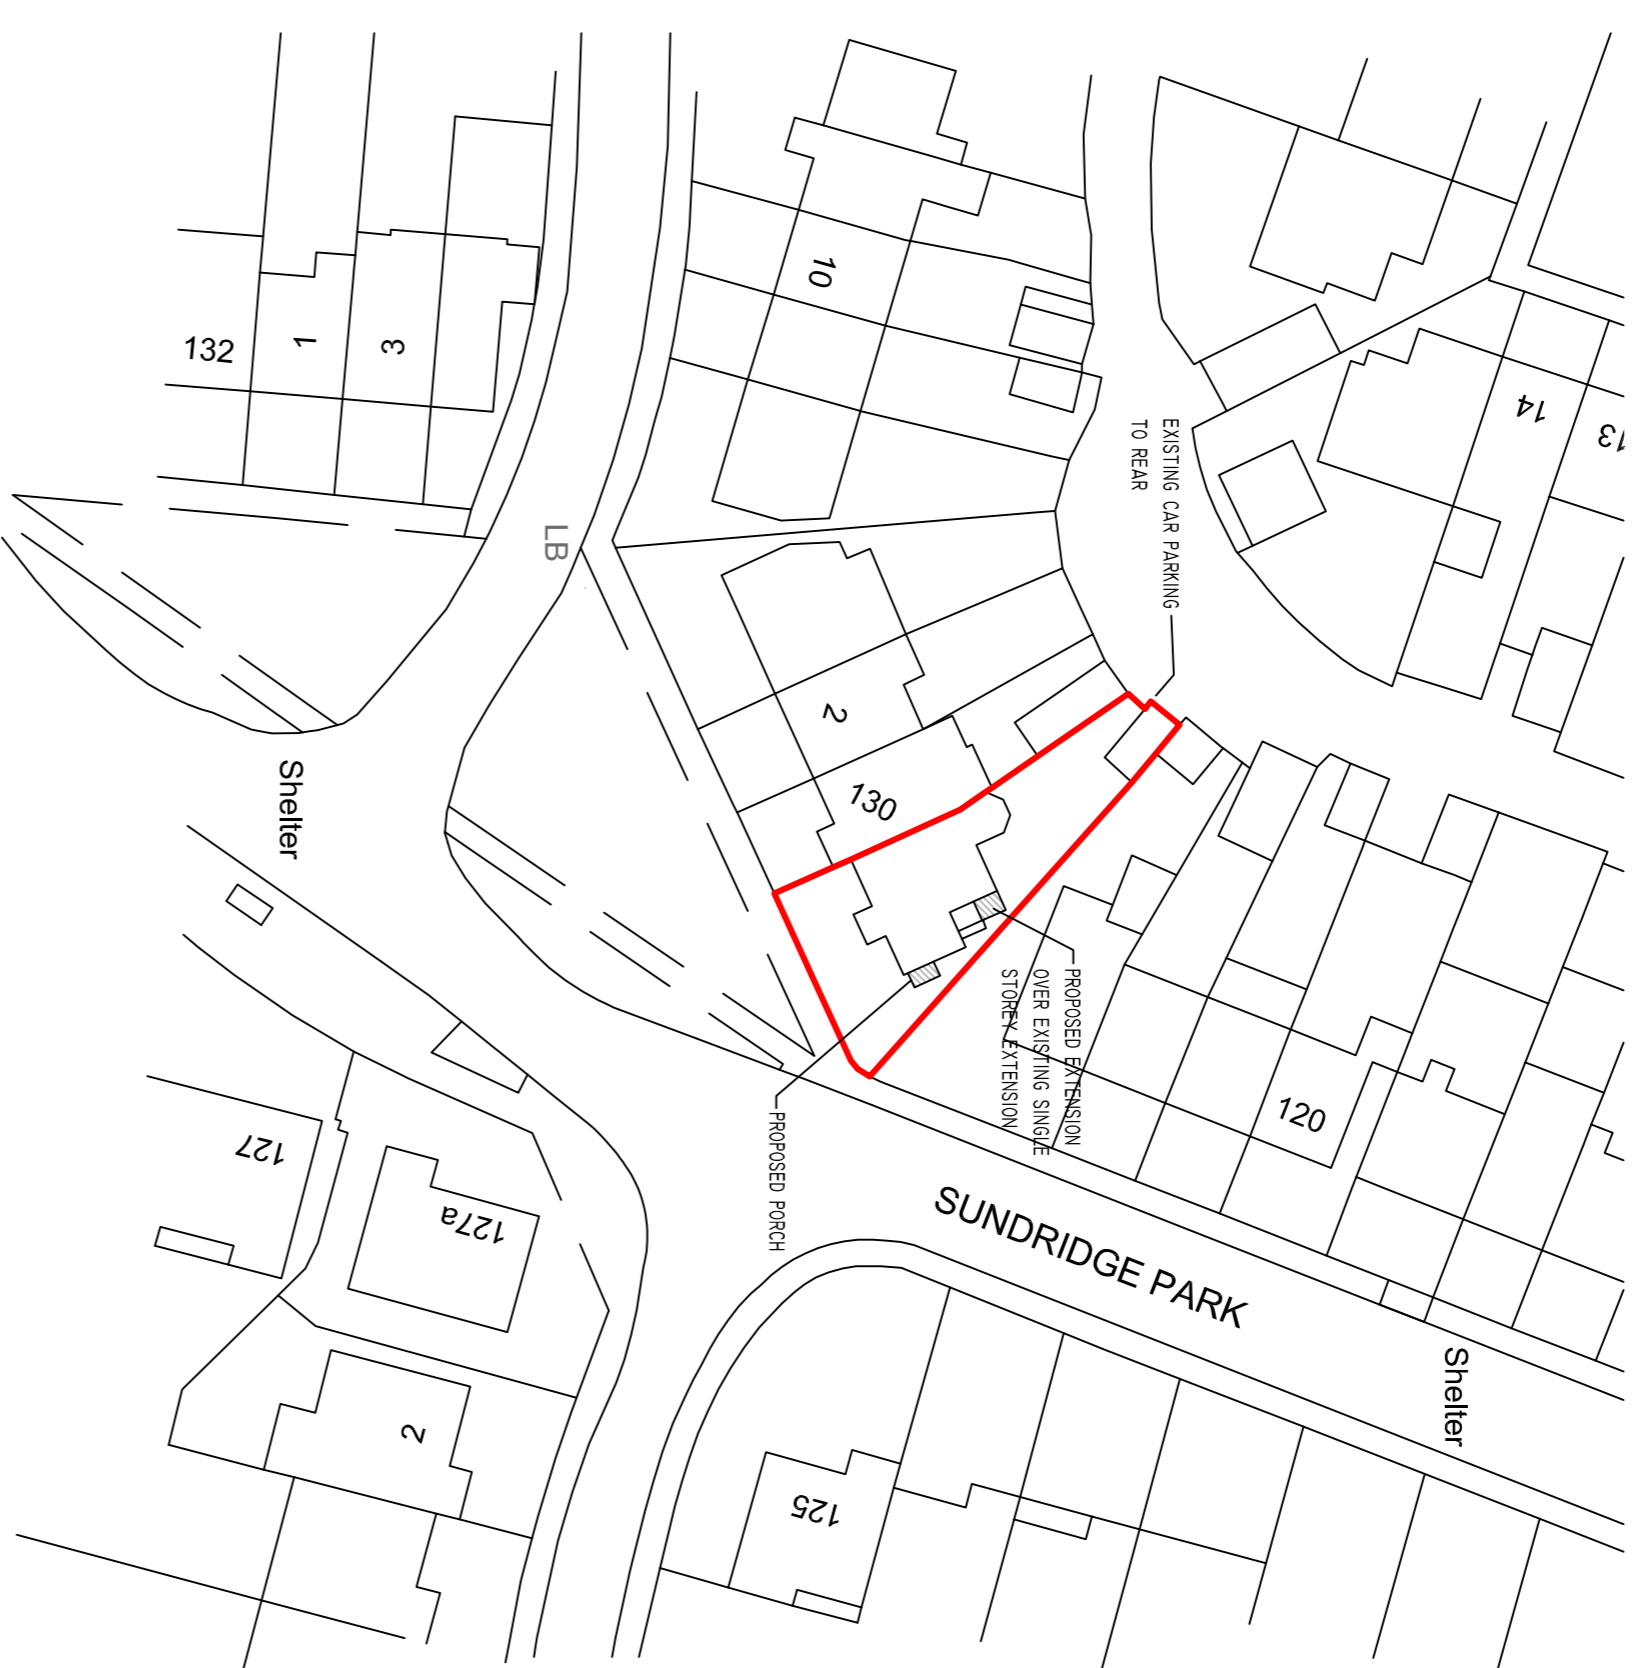 10
132
1
3
14
13
EXISTING CAR PARKING
TO REAR
LB
2
130
Shelter
PROPOSED EXTENSION
OVER EXISTING SINGLE
STOREY EXTENSION
120
PROPOSED PORCH
127
127a
SUNDRIDGE PARK
Shelter
2
125